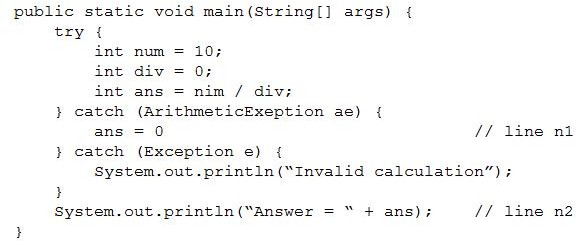 public static void main(String[] args) {
try {
int num = 10;
int div = 0;
int ans = nim / div;
} catch (ArithmeticExeption ae) {
ans = 0 // line n1
} catch (Exception e) {
System.out.println(“Invalid calculation”);
}
System.out.println(“Answer = “ + ans); // line n2
}